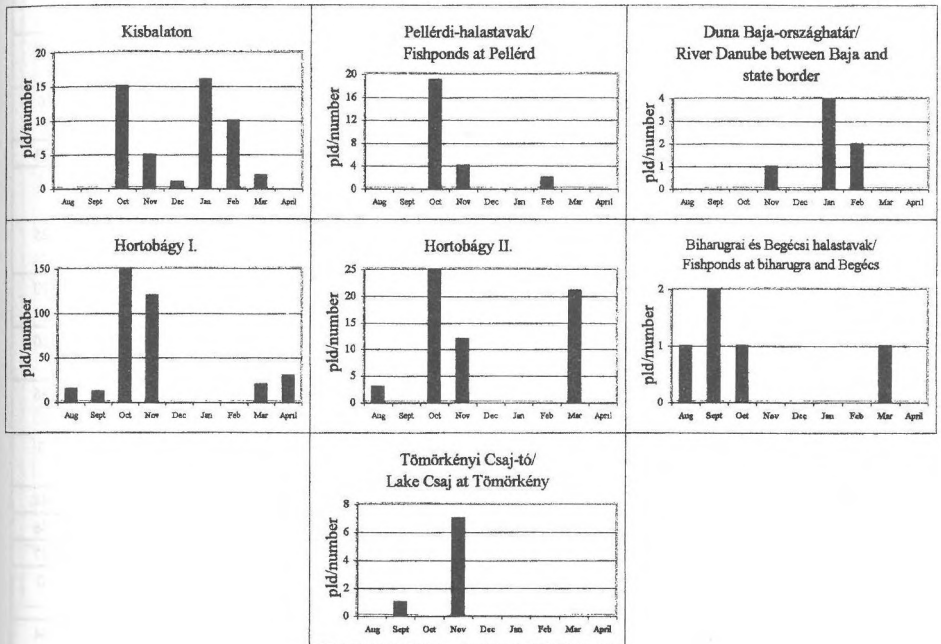 Kisbalaton
pld/number
20
15
10
5
0
Aug Sept Oct Nov Dec Jan Feb Mar April
Pellérdi-halastavak/
Fishponds at Pellérd
pld/number
20
16
12
8
4
0
Aug Sept Oct Nov Dec Jan Feb Mar April
Duna Baja-országhatár/
River Danube between Baja and
state border
pld/number
4
3
2
1
0
Aug Sept Oct Nov Dec Jan Feb Mar April
Hortobágy I.
pld/number
150
100
50
0
Aug Sept Oct Nov Dec Jan Feb Mar April
Hortobágy II.
pld/number
25
20
15
10
5
0
Aug Sept Oct Nov Dec Jan Feb Mar April
Biharugrai és Begécsi halastavak/
Fishponds at biharugra and Begécs
pld/number
2
1
0
Aug Sept Oct Nov Dec Jan Feb Mar April
Tömörkényi Csaj-tó/
Lake Csaj at Tömörkény
pld/number
8
6
4
2
0
Aug Sept Oct Nov Dec Jan Feb Mar April